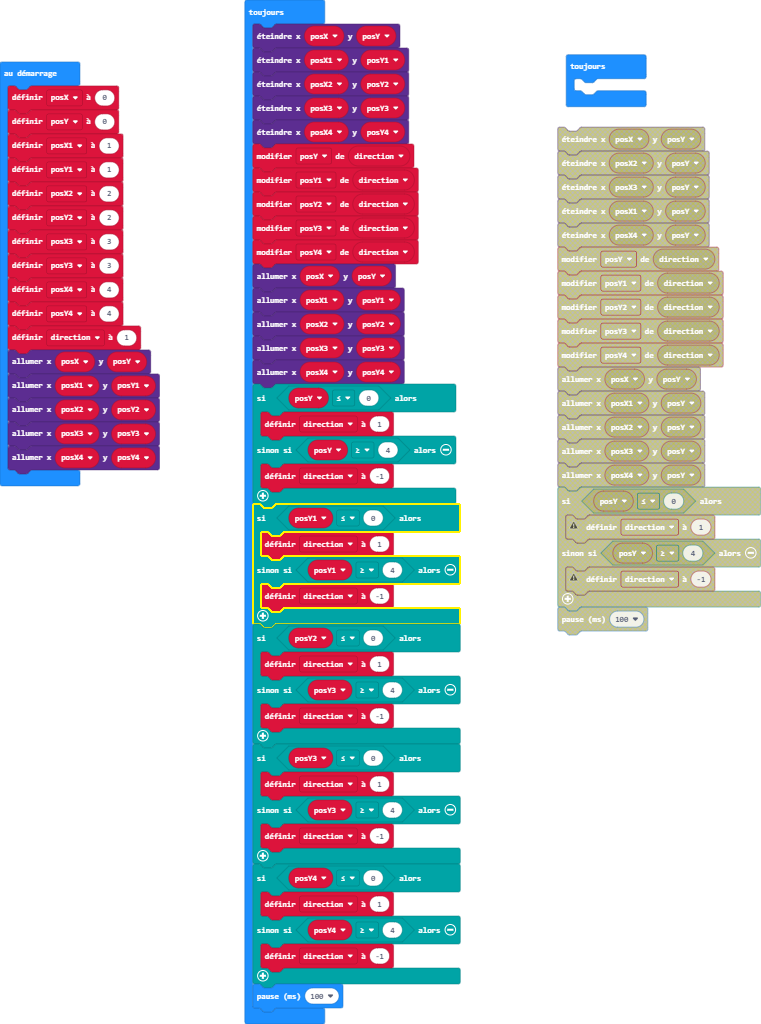 au démarrage
définir posX à 0
définir posY à 0
définir posX1 à 1
définir posY1 à 1
définir posX2 à 2
définir posY2 à 2
définir posX3 à 3
définir posY3 à 3
définir posX4 à 4
définir posY4 à 4
définir direction à 1
allumer x posX y posY
allumer x posX1 y posY1
allumer x posX2 y posY2
allumer x posX3 y posY3
allumer x posX4 y posY4
toujours
éteindre x posX y posY
éteindre x posX1 y posY1
éteindre x posX2 y posY2
éteindre x posX3 y posY3
éteindre x posX4 y posY4
modifier posY de direction
modifier posY1 de direction
modifier posY2 de direction
modifier posY3 de direction
modifier posY4 de direction
allumer x posX y posY
allumer x posX1 y posY1
allumer x posX2 y posY2
allumer x posX3 y posY3
allumer x posX4 y posY4
si posY ≤ 0 alors
définir direction à 1
sinon si posY ≥ 4 alors
définir direction à -1
si posY1 ≤ 0 alors
définir direction à 1
sinon si posY1 ≥ 4 alors
définir direction à -1
si posY2 ≤ 0 alors
définir direction à 1
sinon si posY3 ≥ 4 alors
définir direction à -1
si posY3 ≤ 0 alors
définir direction à 1
sinon si posY3 ≥ 4 alors
définir direction à -1
si posY4 ≤ 0 alors
définir direction à 1
sinon si posY4 ≥ 4 alors
définir direction à -1
pause (ms) 100
toujours
éteindre x posX y posY
éteindre x posX2 y posY
éteindre x posX3 y posY
éteindre x posX1 y posY
éteindre x posX4 y posY
modifier posY de direction
modifier posY1 de direction
modifier posY2 de direction
modifier posY3 de direction
modifier posY4 de direction
allumer x posX y posY
allumer x posX1 y posY
allumer x posX2 y posY
allumer x posX3 y posY
allumer x posX4 y posY
si posY ≤ 0 alors
définir direction à 1
sinon si posY ≥ 4 alors
définir direction à -1
pause (ms) 100